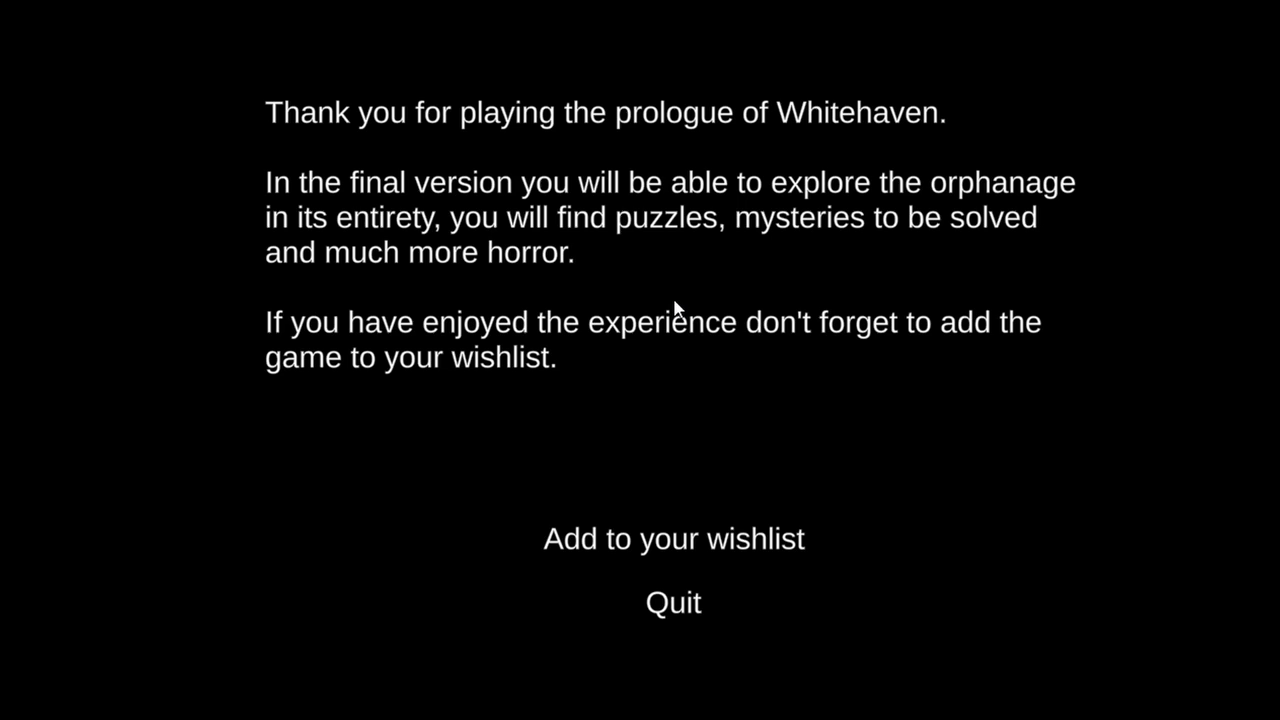 Thank you for playing the prologue of Whitehaven.
In the final version you will be able to explore the orphanage
in its entirety, you will find puzzles, mysteries to be solved
and much more horror.
If you have enjoyed the experience don't forget to add the
game to your wishlist.
Add to your wishlist
Quit